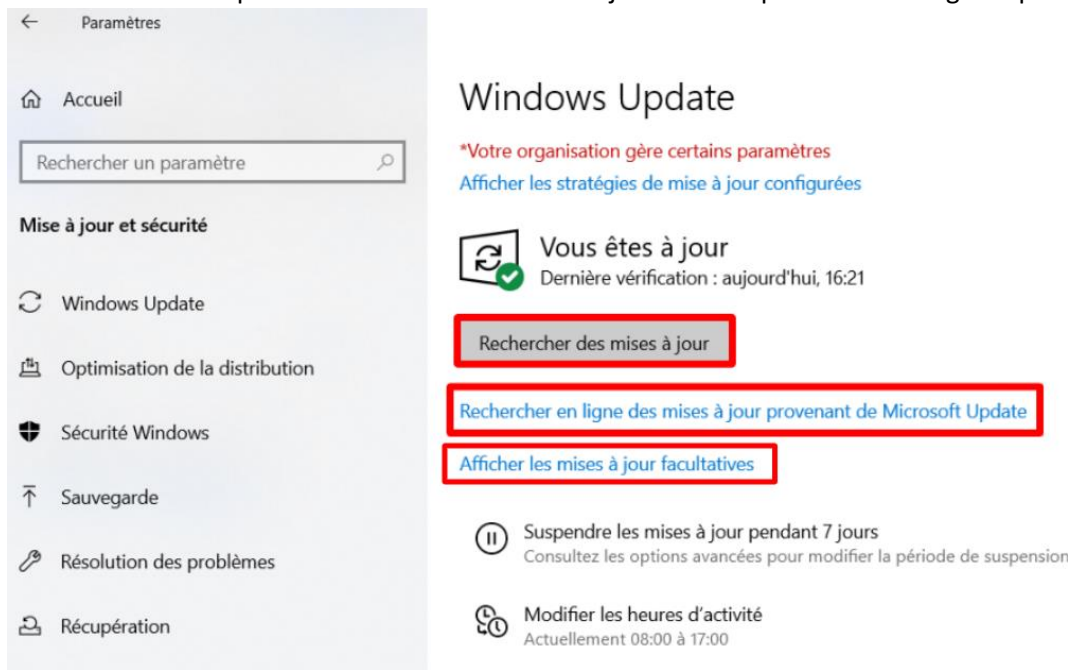 Paramètres
Accueil
Rechercher un paramètre
Mise à jour et sécurité
Windows Update
Optimisation de la distribution
Sécurité Windows
Sauvegarde
Résolution des problèmes
Récupération
Windows Update
*Votre organisation gère certains paramètres
Afficher les stratégies de mise à jour configurées
Vous êtes à jour
Dernière vérification : aujourd'hui, 16:21
Rechercher des mises à jour
Rechercher en ligne des mises à jour provenant de Microsoft Update
Afficher les mises à jour facultatives
Suspendre les mises à jour pendant 7 jours
Consultez les options avancées pour modifier la période de suspension
Modifier les heures d'activité
Actuellement 08:00 à 17:00